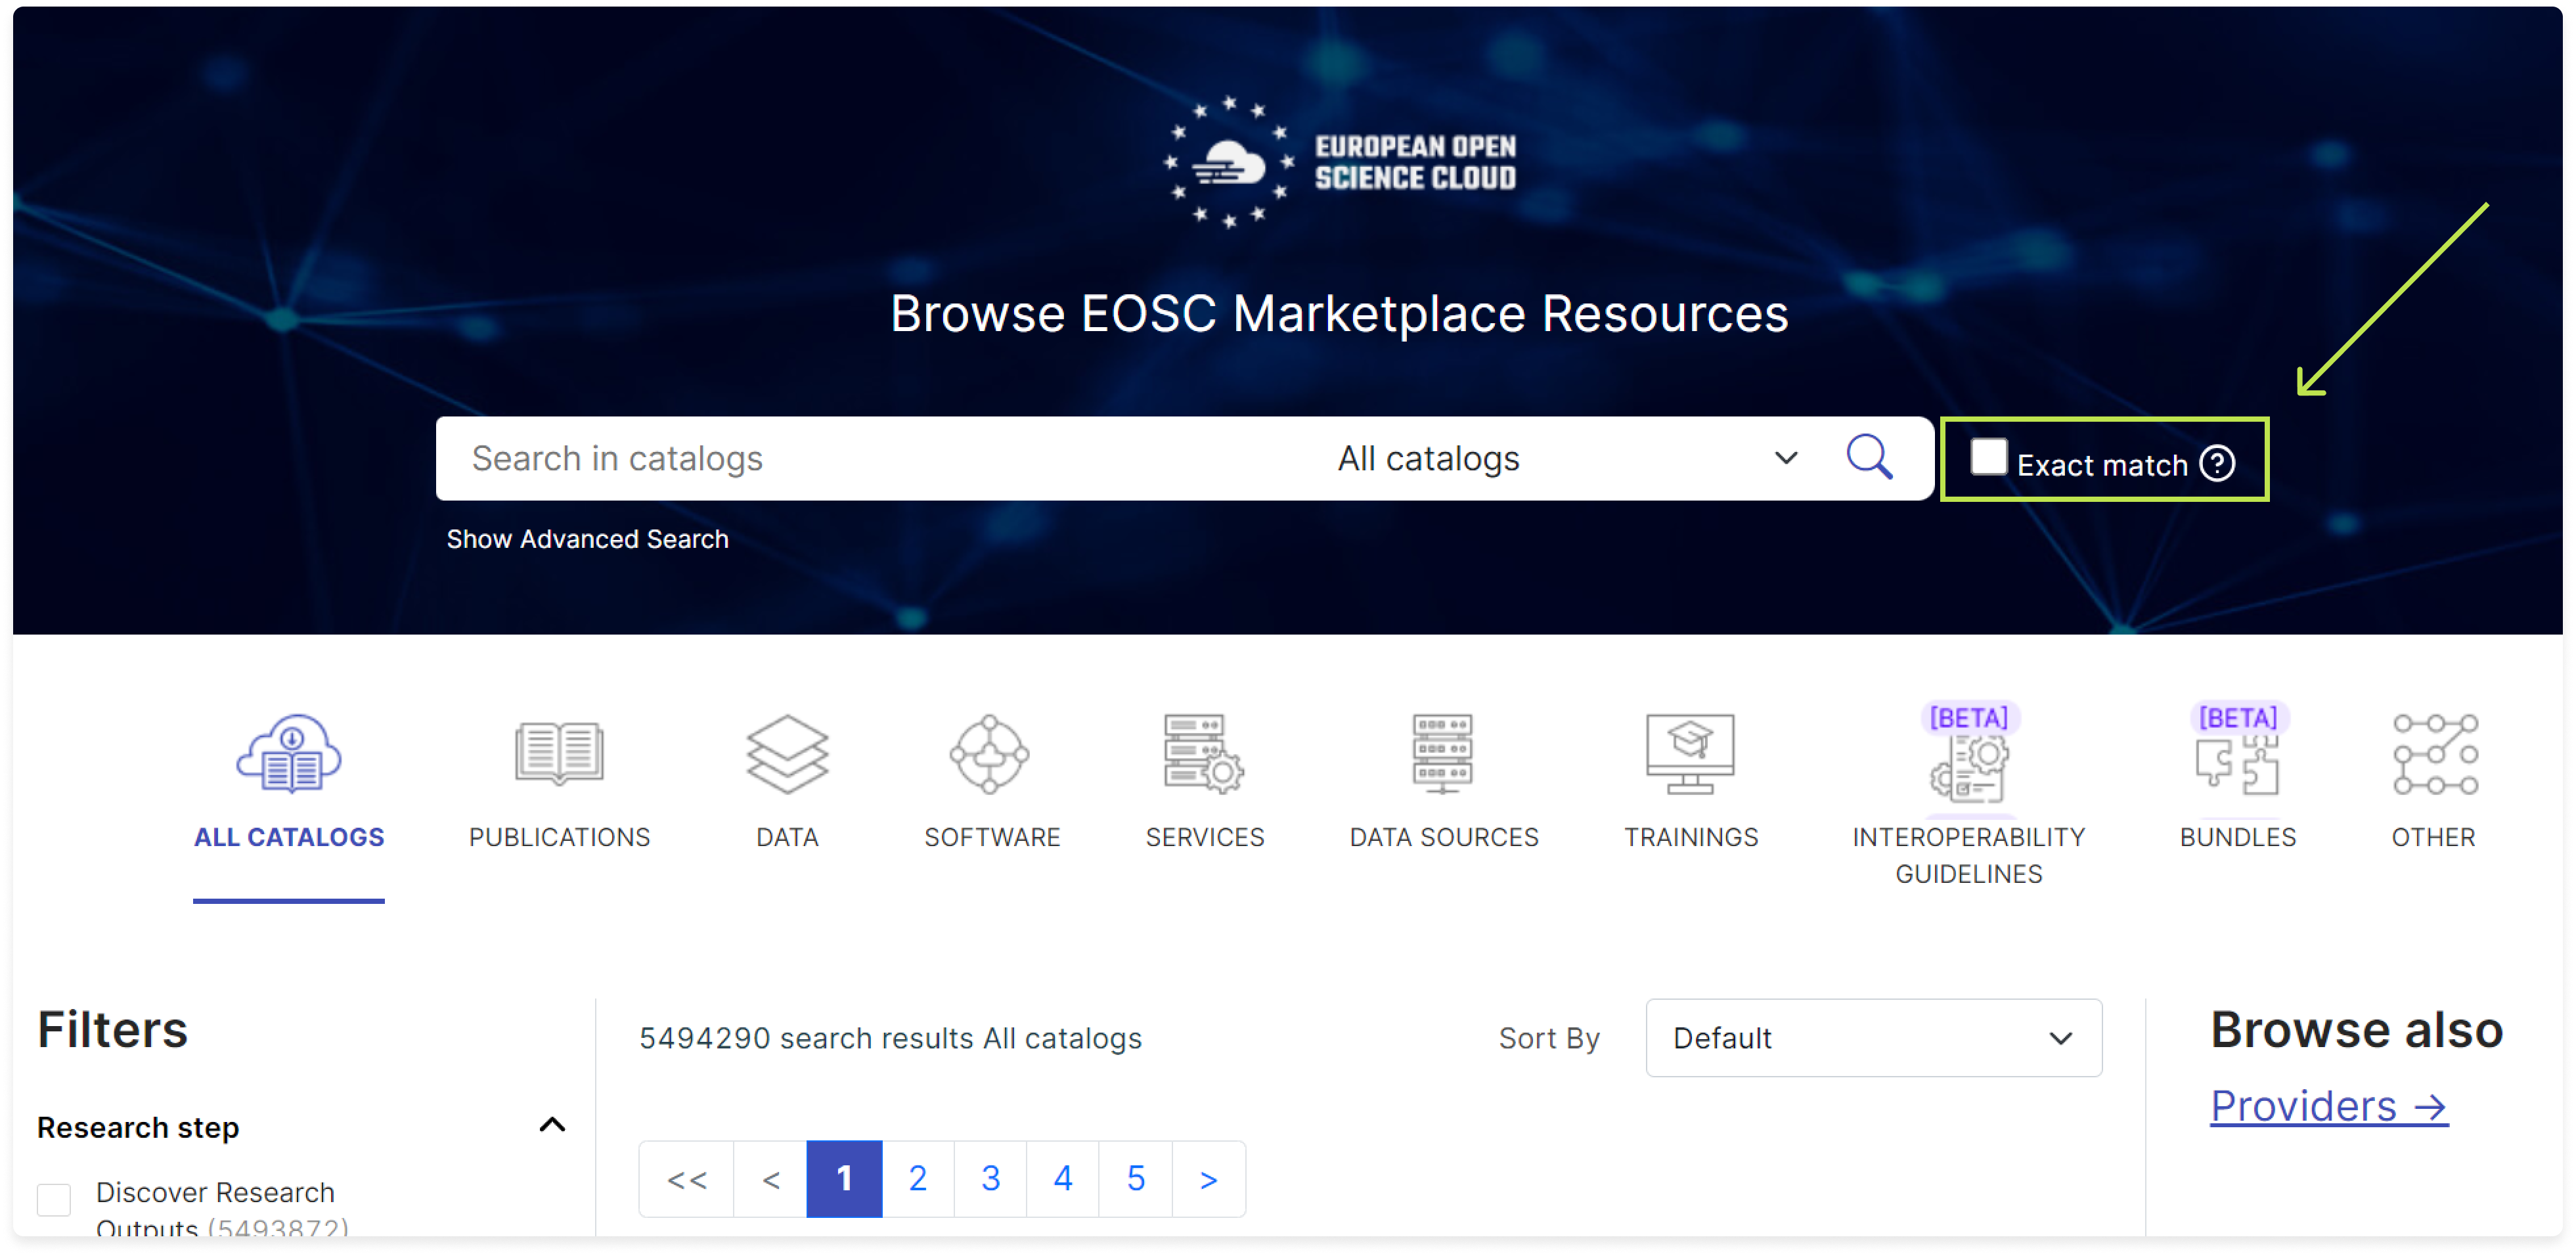 EUROPEAN OPEN
SCIENCE CLOUD
Browse EOSC Marketplace Resources
Search in catalogs
All catalogs
Exact match ?
Show Advanced Search
[BETA]
[BETA]
ALL CATALOGS
PUBLICATIONS
DATA
SOFTWARE
SERVICES
DATA SOURCES
TRAININGS
INTEROPERABILITY
GUIDELINES
BUNDLES
OTHER
Filters
5494290 search results All catalogs
Sort By
Default
Browse also
Providers →
Research step
<< < 1 2 3 4 5 >
Discover Research
Outputs (5493872)